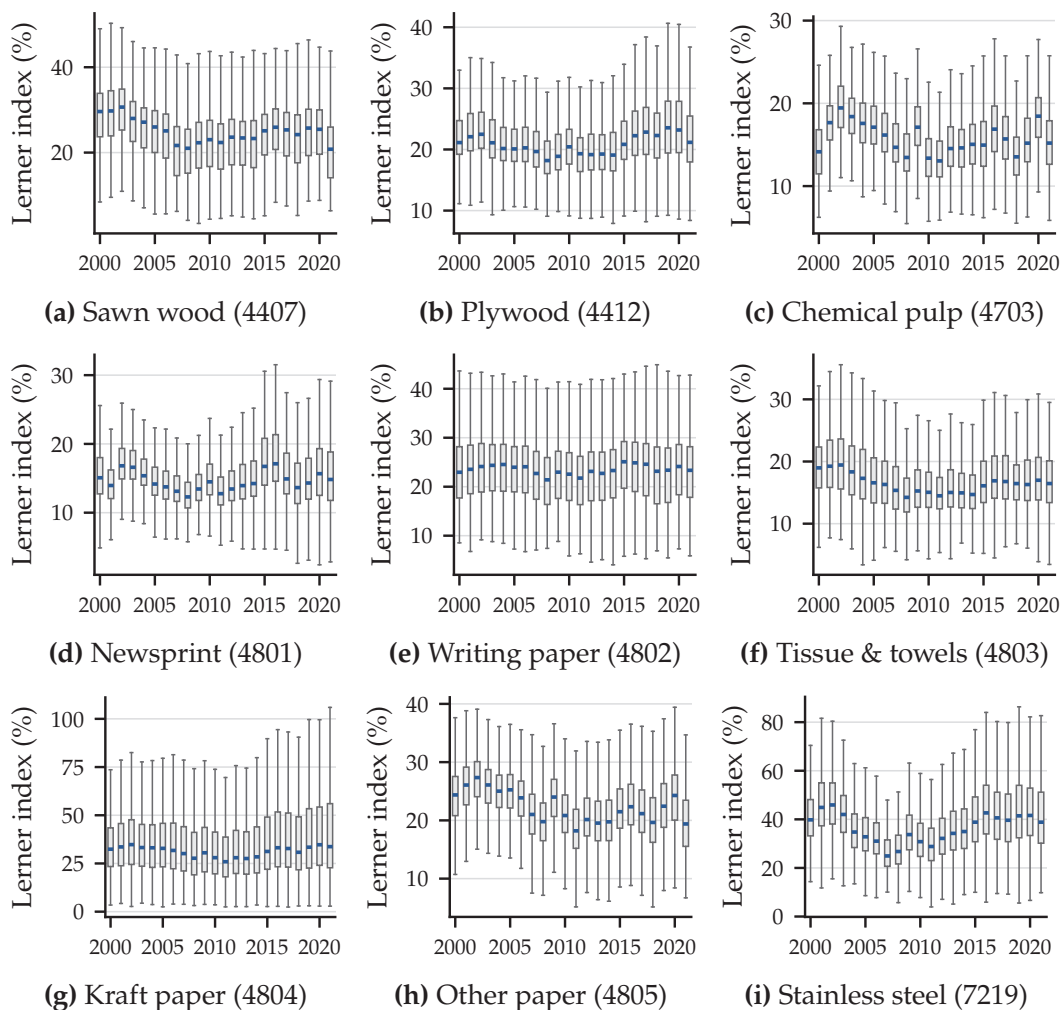 Lerner index (%)
40
20
2000 2005 2010 2015 2020
(a) Sawn wood (4407)
Lerner index (%)
40
30
20
10
2000 2005 2010 2015 2020
(b) Plywood (4412)
Lerner index (%)
30
20
10
2000 2005 2010 2015 2020
(c) Chemical pulp (4703)
Lerner index (%)
30
20
10
2000 2005 2010 2015 2020
(d) Newsprint (4801)
Lerner index (%)
40
30
20
10
0
2000 2005 2010 2015 2020
(e) Writing paper (4802)
Lerner index (%)
30
20
10
2000 2005 2010 2015 2020
(f) Tissue & towels (4803)
Lerner index (%)
100
75
50
25
0
2000 2005 2010 2015 2020
(g) Kraft paper (4804)
Lerner index (%)
40
30
20
10
2000 2005 2010 2015 2020
(h) Other paper (4805)
Lerner index (%)
80
60
40
20
0
2000 2005 2010 2015 2020
(i) Stainless steel (7219)